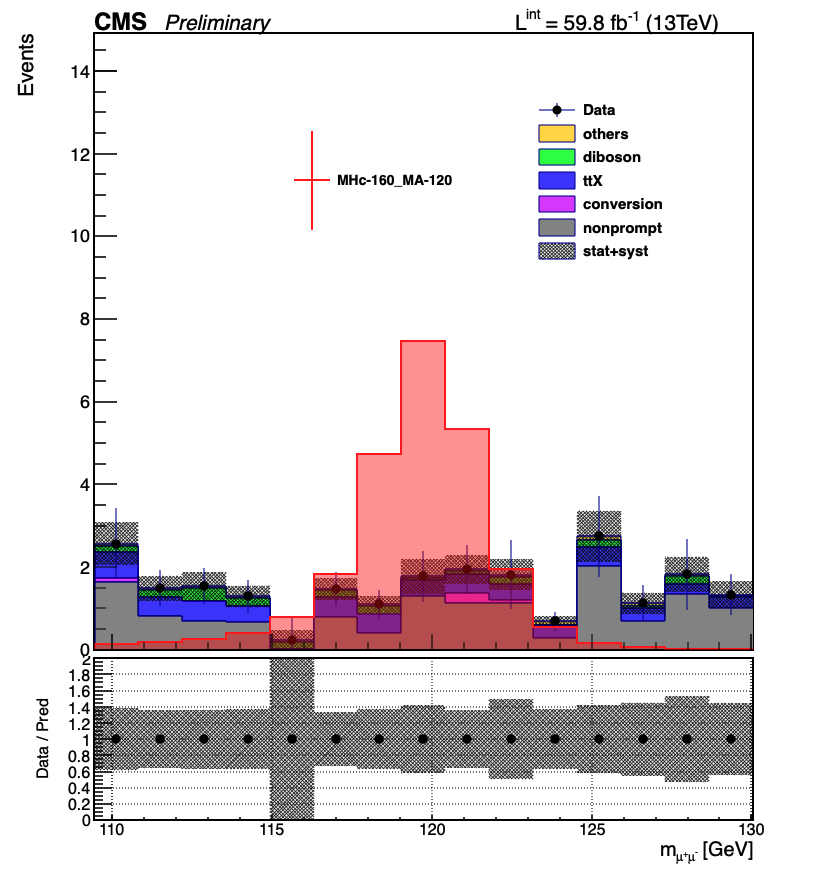 CMS Preliminary L^int = 59.8 fb^-1 (13TeV)
Events
14
12
10
8
6
4
2
0
Data
others
diboson
ttX
conversion
nonprompt
stat+syst
MHc-160_MA-120
Data / Pred
2
1.8
1.6
1.4
1.2
1
0.8
0.6
0.4
0.2
0
110 115 120 125 130
m_μ+μ- [GeV]